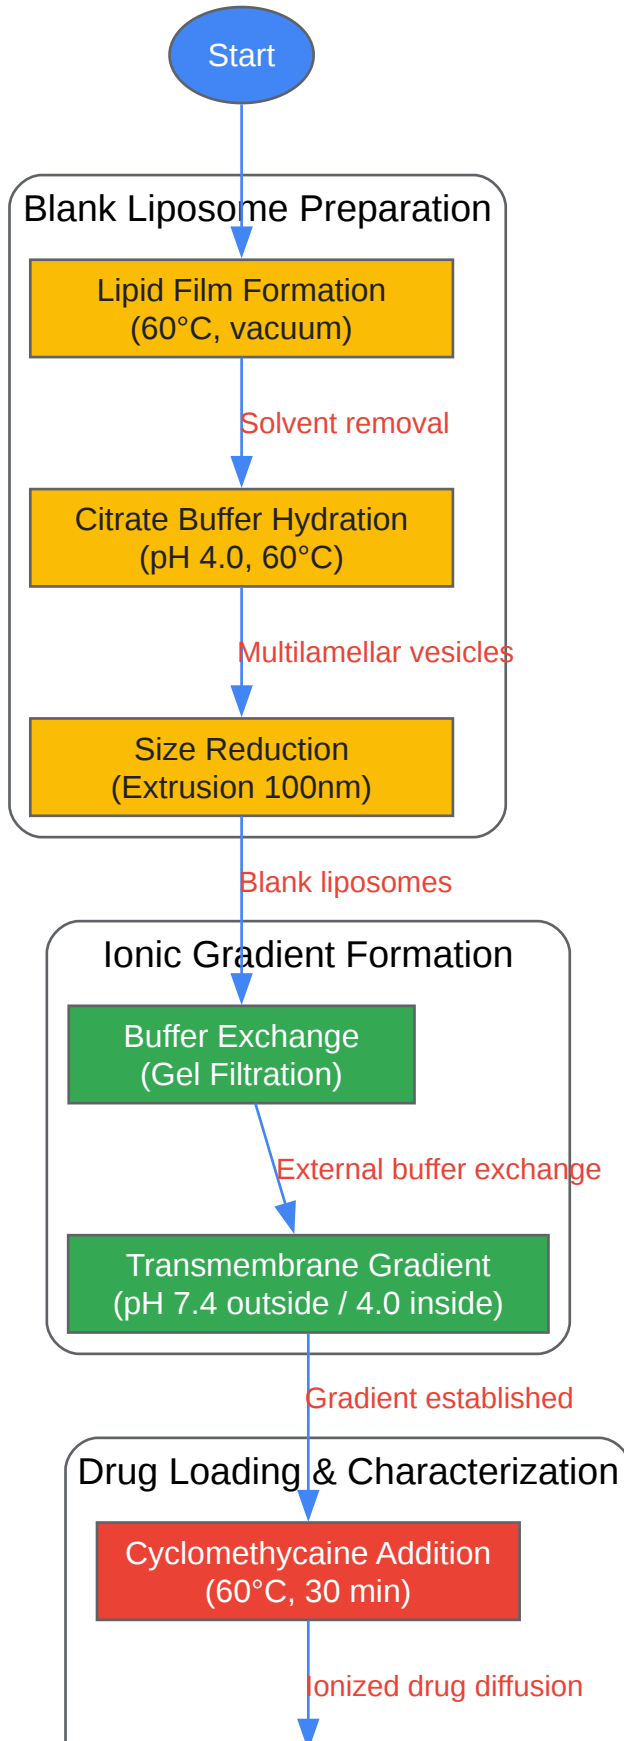 Start
Blank Liposome Preparation
Lipid Film Formation
(60°C, vacuum)
Solvent removal
Citrate Buffer Hydration
(pH 4.0, 60°C)
Multilamellar vesicles
Size Reduction
(Extrusion 100nm)
Blank liposomes
Ionic Gradient Formation
Buffer Exchange
(Gel Filtration)
External buffer exchange
Transmembrane Gradient
(pH 7.4 outside / 4.0 inside)
Gradient established
Drug Loading & Characterization
Cyclomethycaine Addition
(60°C, 30 min)
Ionized drug diffusion